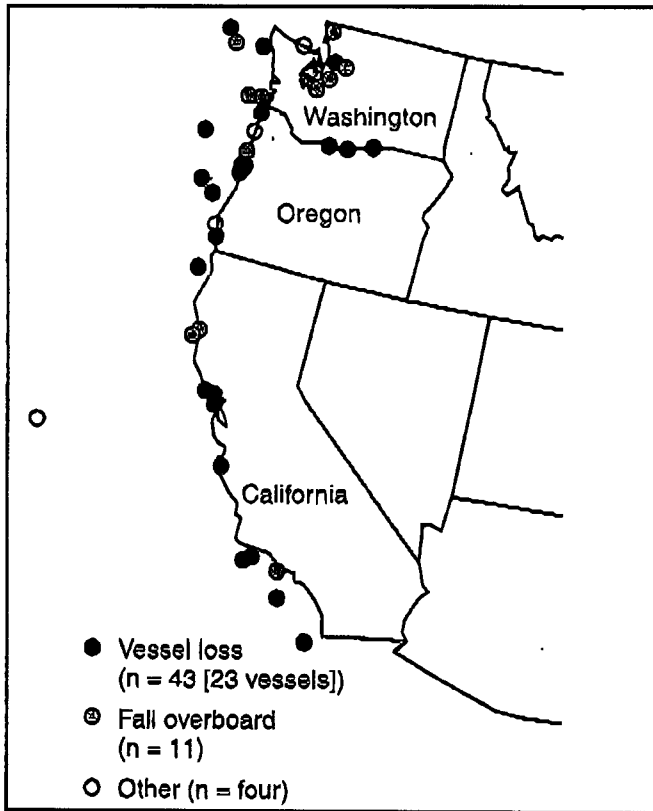 Washington
Oregon
California
Vessel loss
(n = 43 [23 vessels])
Fall overboard
(n = 11)
Other (n = four)